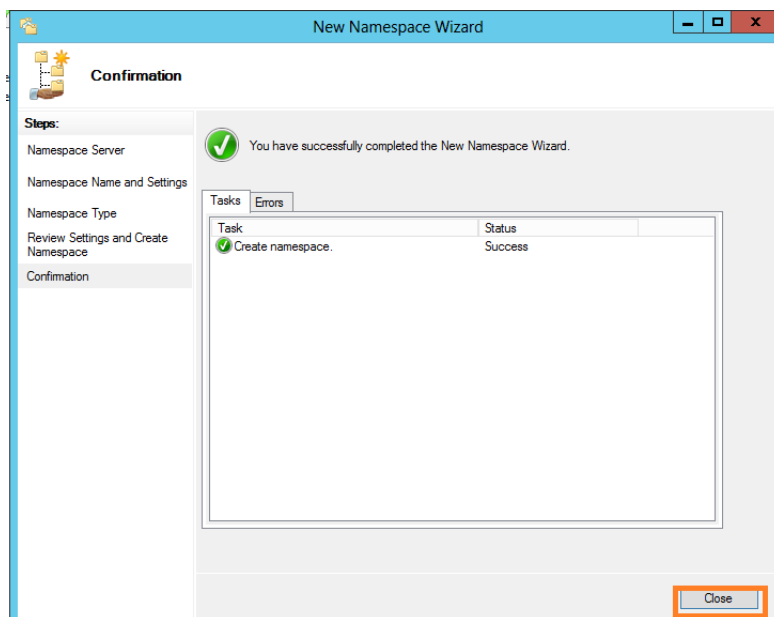 New Namespace Wizard
Confirmation
Steps:
Namespace Server
Namespace Name and Settings
Namespace Type
Review Settings and Create
Namespace
Confirmation
You have successfully completed the New Namespace Wizard.
Tasks Errors
Task Status
Create namespace. Success
Close